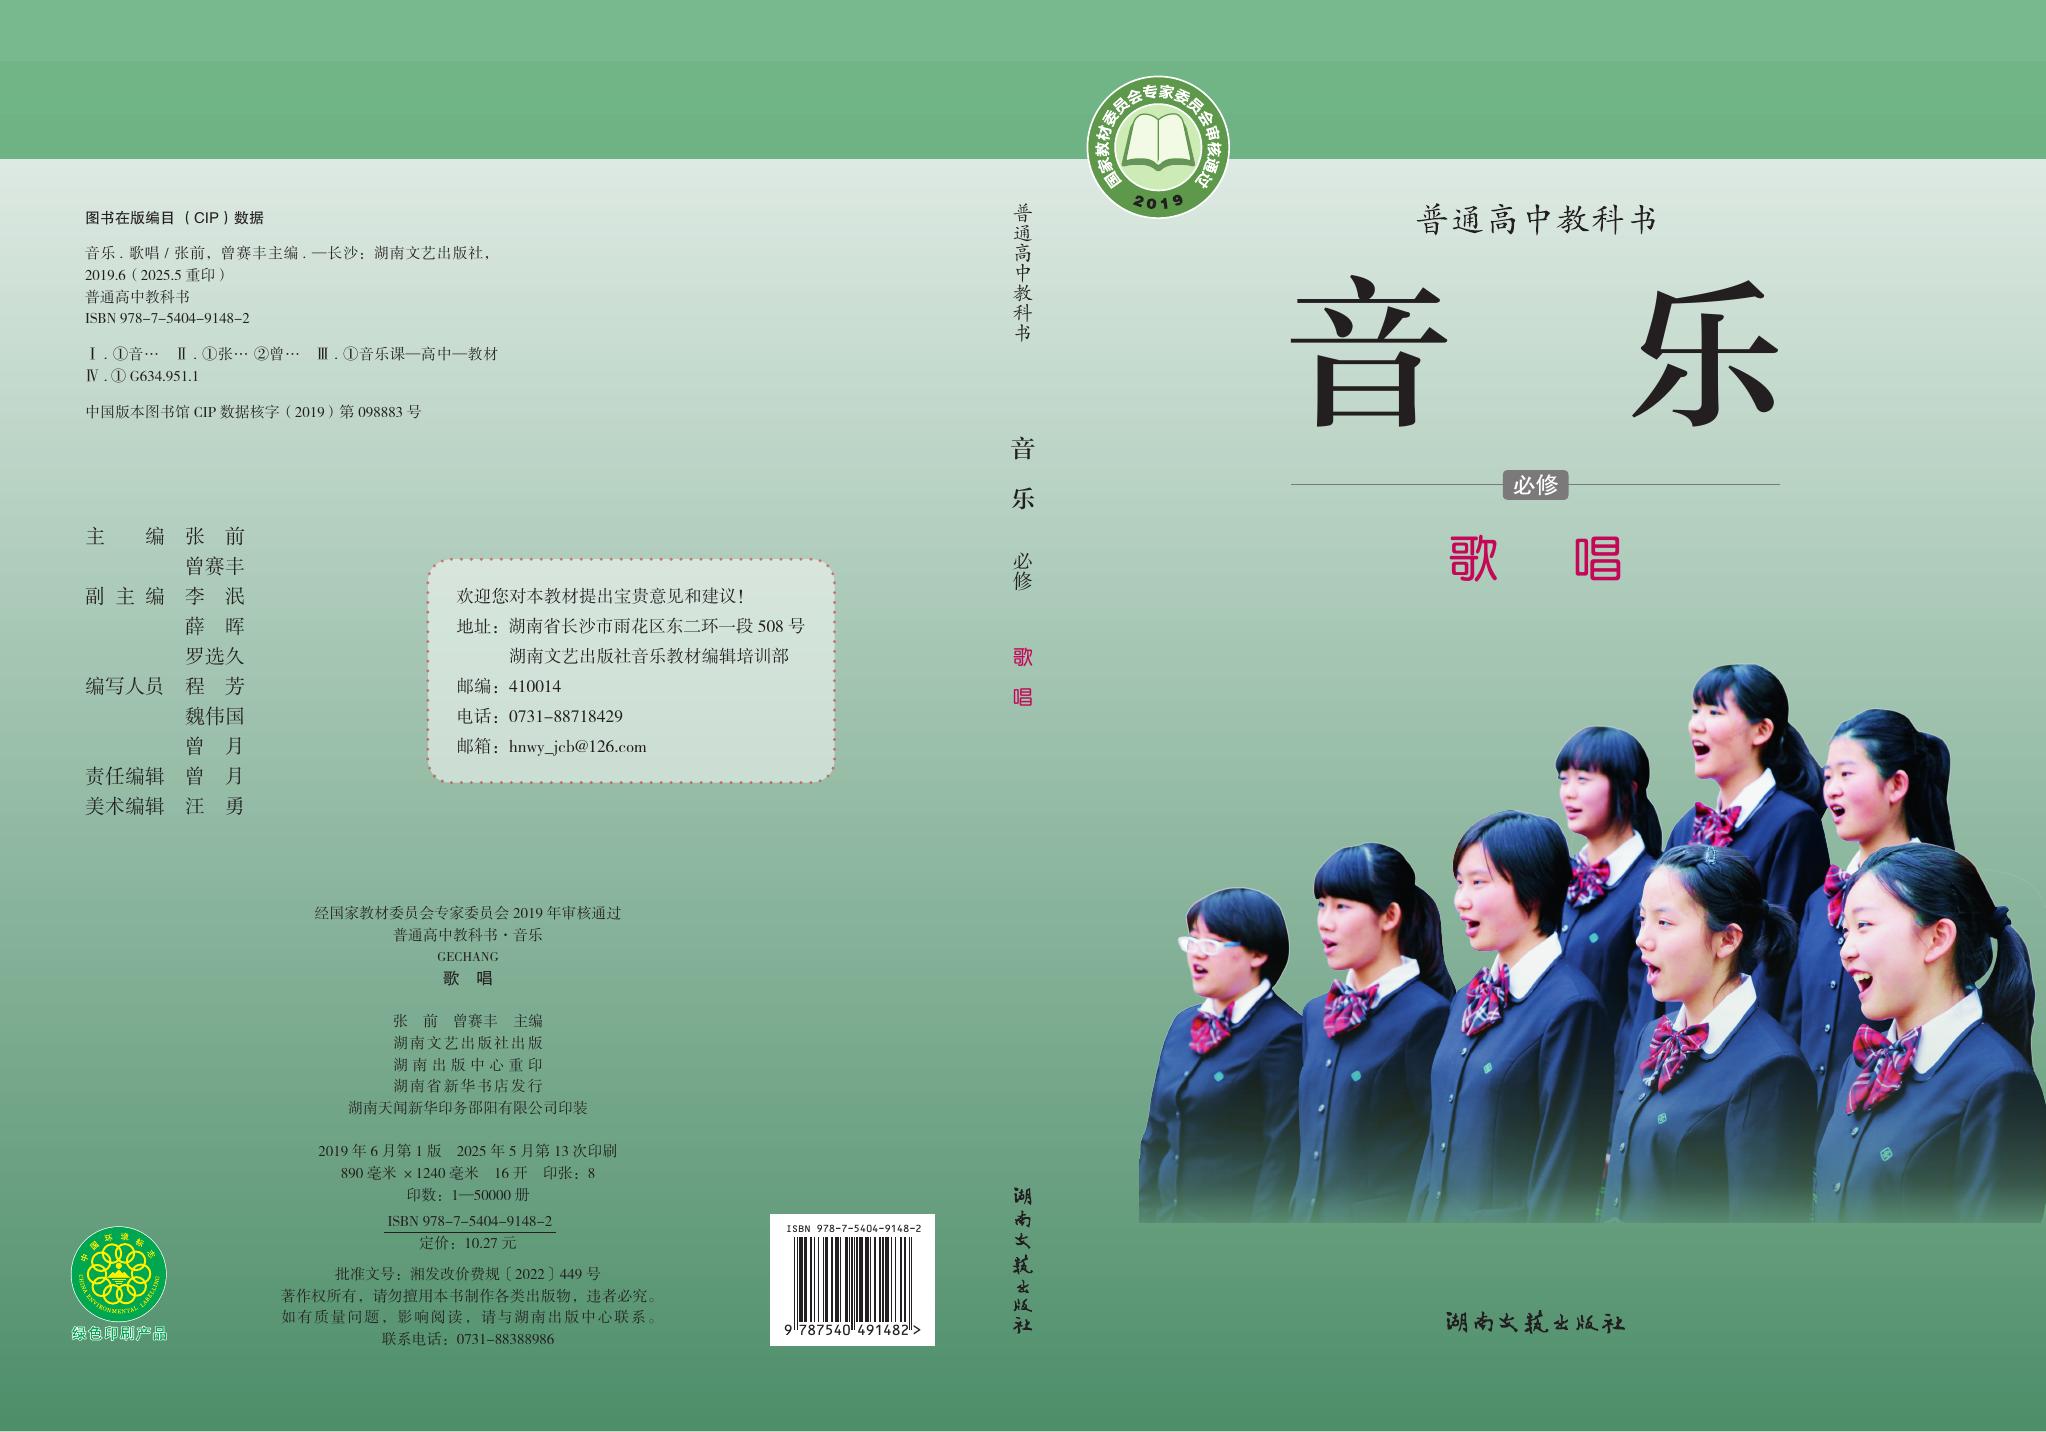 图书在版编目（CIP）数据
音乐 . 歌唱 / 张前，曾赛丰主编 . —长沙：湖南文艺出版社，
2019.6（2025.5 重印）
普通高中教科书
ISBN 978-7-5404-9148-2
Ⅰ . ①音… Ⅱ . ①张… ②曾… Ⅲ . ①音乐课—高中—教材
Ⅳ . ① G634.951.1
中国版本图书馆 CIP 数据核字（2019）第 098883 号
主 编 张 前
曾赛丰
副 主 编 李 泯
薛 晖
罗选久
编写人员 程 芳
魏伟国
曾 月
责任编辑 曾 月
美术编辑 汪 勇
欢迎您对本教材提出宝贵意见和建议！
地址：湖南省长沙市雨花区东二环一段 508 号
湖南文艺出版社音乐教材编辑培训部
邮编：410014
电话：0731-88718429
邮箱：hnwy_jcb@126.com
经国家教材委员会专家委员会 2019 年审核通过
普通高中教科书·音乐
GECHANG
歌 唱
张 前 曾赛丰 主编
湖南文艺出版社出版
湖南出版中心重印
湖南省新华书店发行
湖南天闻新华印务邵阳有限公司印装
2019 年 6 月第 1 版 2025 年 5 月第 13 次印刷
890 毫米 ×1240 毫米 16 开 印张：8
印数：1—50000 册
ISBN 978-7-5404-9148-2
定价：10.27 元
批准文号：湘发改价费规〔2022〕449 号
著作权所有，请勿擅用本书制作各类出版物，违者必究。
如有质量问题，影响阅读，请与湖南出版中心联系。
联系电话：0731-88388986
中国环境标志
CHINA ENVIRONMENTAL LABELLING
绿色印刷产品
ISBN 978-7-5404-9148-2
9 787540 491482 >
普通高中教科书
音乐
必修
歌唱
湖南文艺出版社
国家教材委员会专家委员会审核通过
2019
普通高中教科书
音 乐
必修
歌 唱
湖南文艺出版社